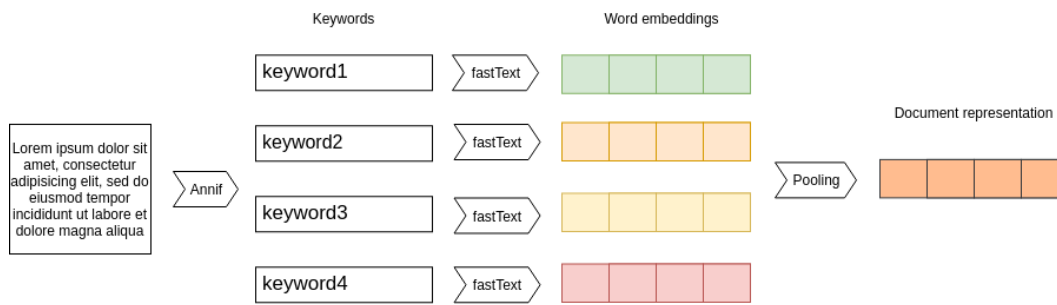 Keywords
Word embeddings
keyword1
fastText
Document representation
keyword2
fastText
Lorem ipsum dolor sit
amet, consectetur
adipisicing elit, sed do
eiusmod tempor
incididunt ut labore et
dolore magna aliqua
Annif
Pooling
keyword3
fastText
keyword4
fastText